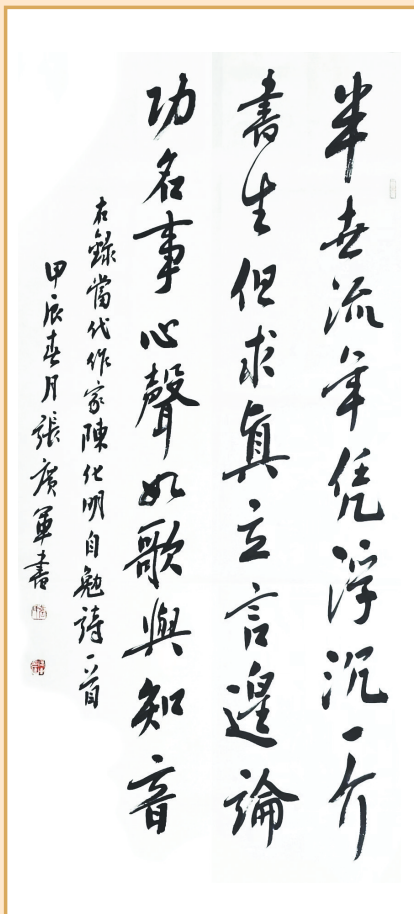 半世流年凭浮沉一介
書生但求真立言遑論
功名事心聲如歌與知音
右錄當代作家陳化明自勉詩一首
甲辰春月張廣軍書